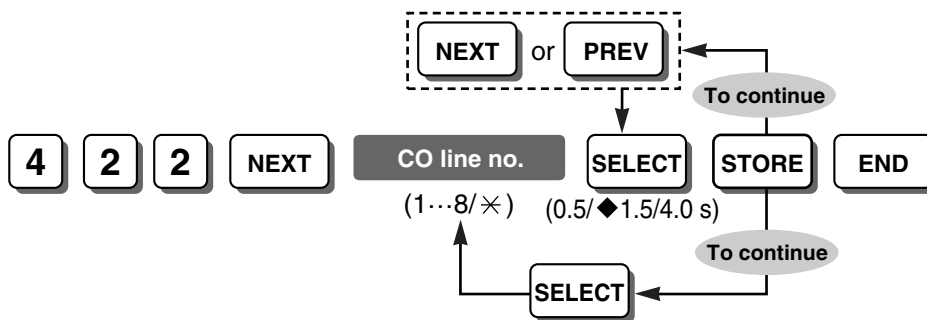 NEXT or PREV
To continue
4 2 2 NEXT CO line no. SELECT STORE END
(1···8/✳) (0.5/◆1.5/4.0 s)
To continue
SELECT